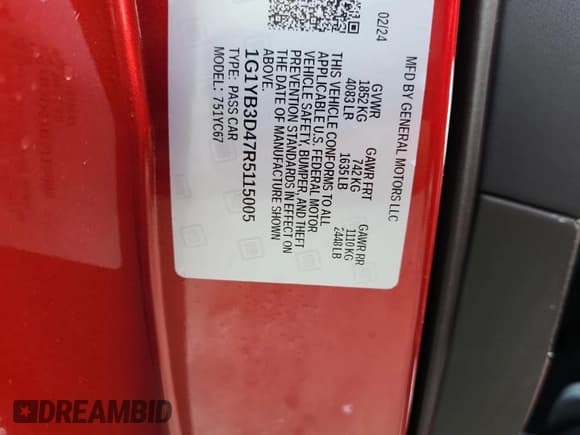 MFD BY GENERAL MOTORS LLC
02/24
GVWR GAWR FRT GAWR RR
1852 KG 742 KG 1110 KG
4083 LB 1635 LB 2448 LB
THIS VEHICLE CONFORMS TO ALL
APPLICABLE U.S. FEDERAL MOTOR
VEHICLE SAFETY, BUMPER, AND THEFT
PREVENTION STANDARDS IN EFFECT ON
THE DATE OF MANUFACTURE SHOWN
ABOVE.
1G1YB3D47R5115005
TYPE: PASS CAR
MODEL: 751YC67
DREAMBID